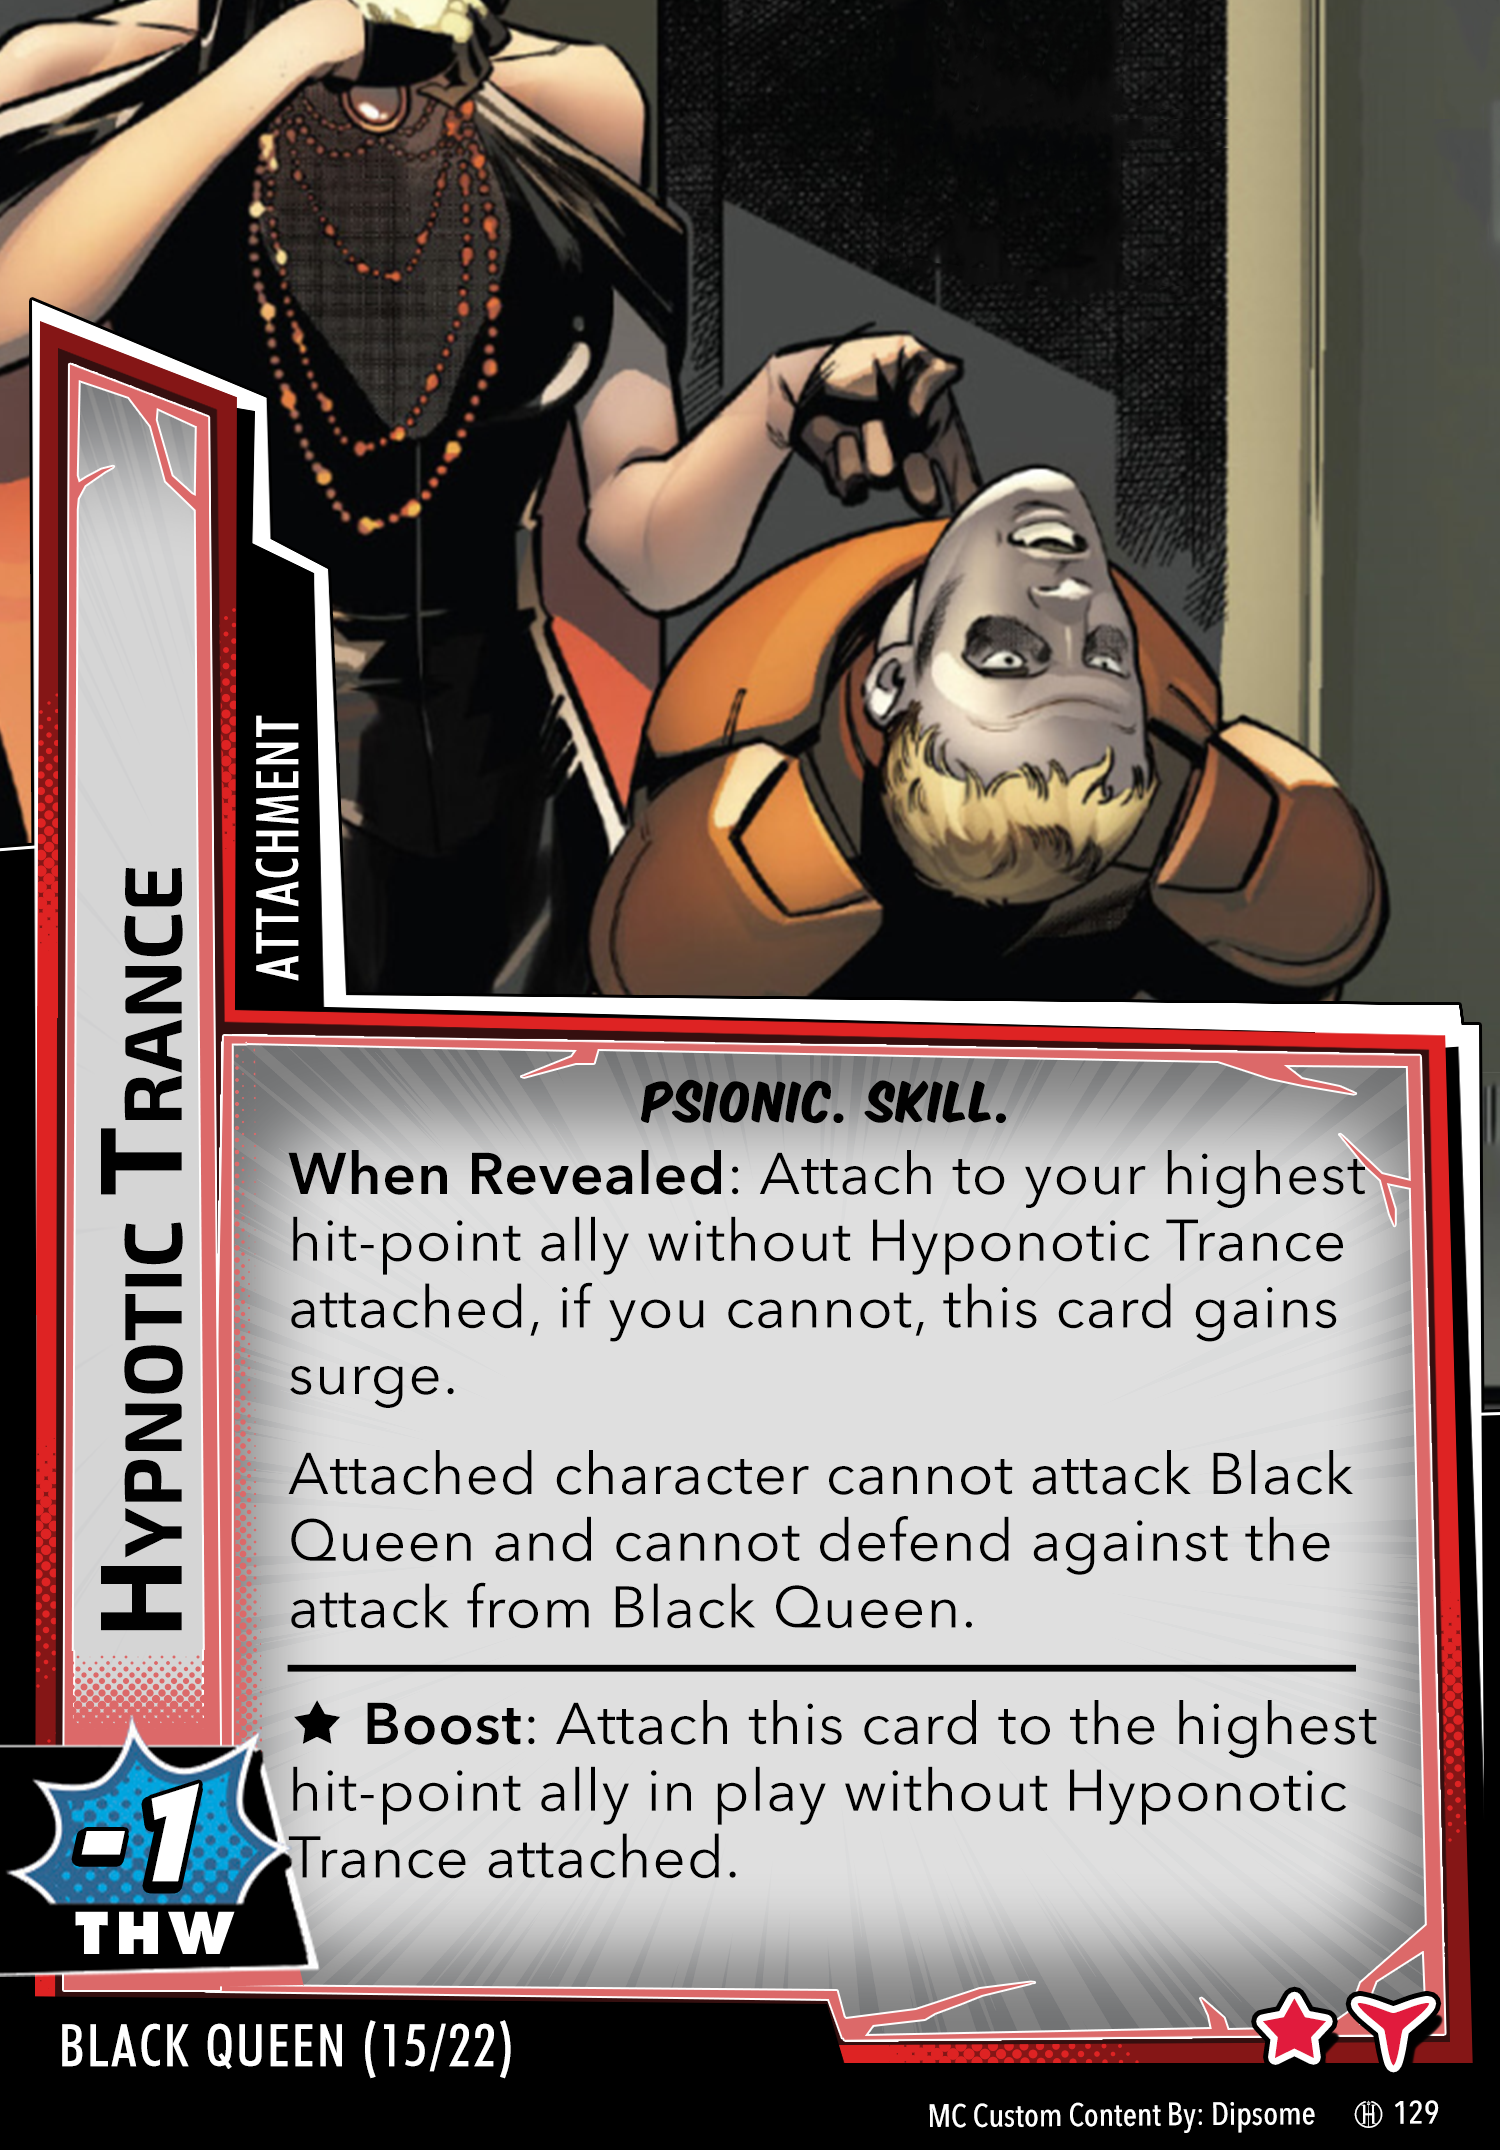 HYPNOTIC TRANCE
ATTACHMENT
PSIONIC. SKILL.
When Revealed: Attach to your highest
hit-point ally without Hyponotic Trance
attached, if you cannot, this card gains
surge.
Attached character cannot attack Black
Queen and cannot defend against the
attack from Black Queen.
★ Boost: Attach this card to the highest
hit-point ally in play without Hyponotic
Trance attached.
-1
THW
BLACK QUEEN (15/22)
MC Custom Content By: Dipsome 129